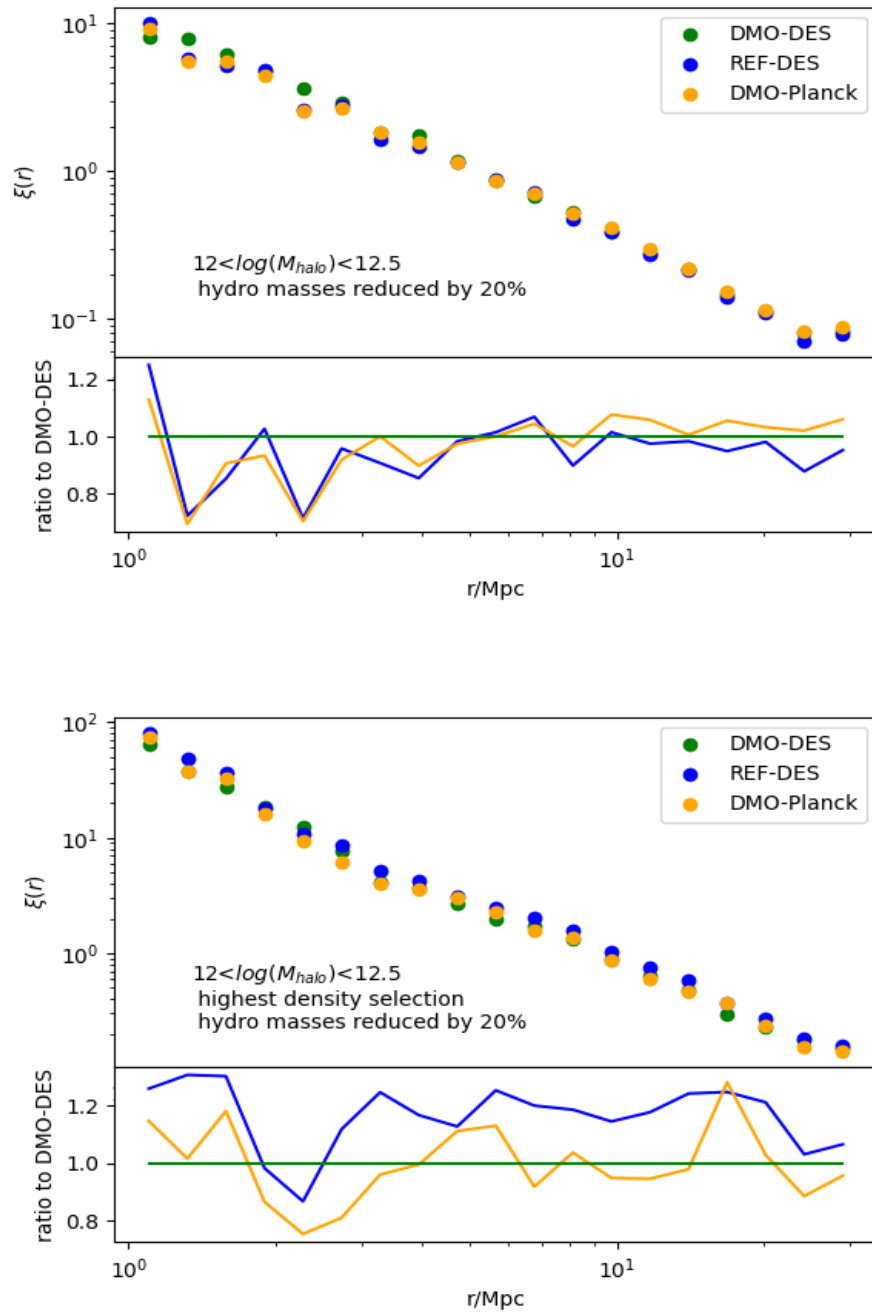 10¹
DMO-DES
REF-DES
DMO-Planck
10⁰
ξ(r)
12<log(M_halo)<12.5
hydro masses reduced by 20%
10⁻¹
1.2
1.0
0.8
ratio to DMO-DES
10⁰
10¹
r/Mpc
10²
DMO-DES
REF-DES
DMO-Planck
10¹
ξ(r)
10⁰
12<log(M_halo)<12.5
highest density selection
hydro masses reduced by 20%
1.2
1.0
0.8
ratio to DMO-DES
10⁰
10¹
r/Mpc